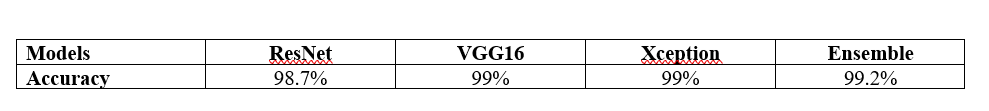 Models ResNet VGG16 Xception Ensemble
Accuracy 98.7% 99% 99% 99.2%